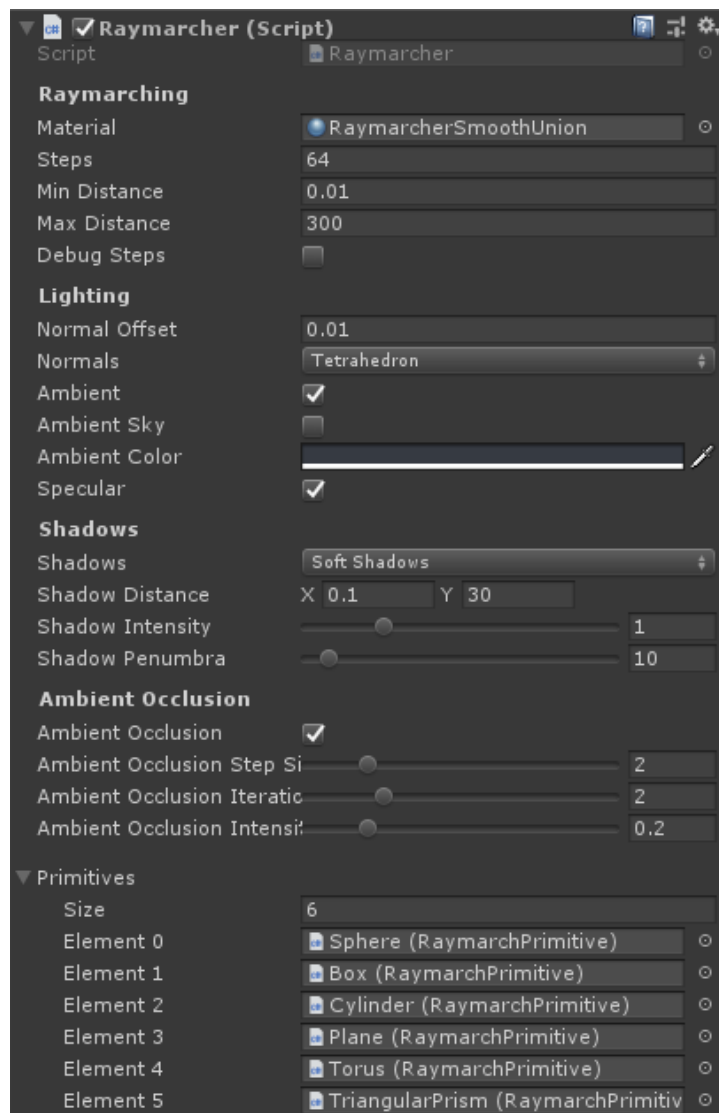 Raymarcher (Script)
Script Raymarcher
Raymarching
Material RaymarcherSmoothUnion
Steps 64
Min Distance 0.01
Max Distance 300
Debug Steps
Lighting
Normal Offset 0.01
Normals Tetrahedron
Ambient
Ambient Sky
Ambient Color
Specular
Shadows
Shadows Soft Shadows
Shadow Distance X 0.1 Y 30
Shadow Intensity 1
Shadow Penumbra 10
Ambient Occlusion
Ambient Occlusion
Ambient Occlusion Step Si 2
Ambient Occlusion Iteratio 2
Ambient Occlusion Intensit 0.2
Primitives
Size 6
Element 0 Sphere (RaymarchPrimitive)
Element 1 Box (RaymarchPrimitive)
Element 2 Cylinder (RaymarchPrimitive)
Element 3 Plane (RaymarchPrimitive)
Element 4 Torus (RaymarchPrimitive)
Element 5 TriangularPrism (RaymarchPrimitiv